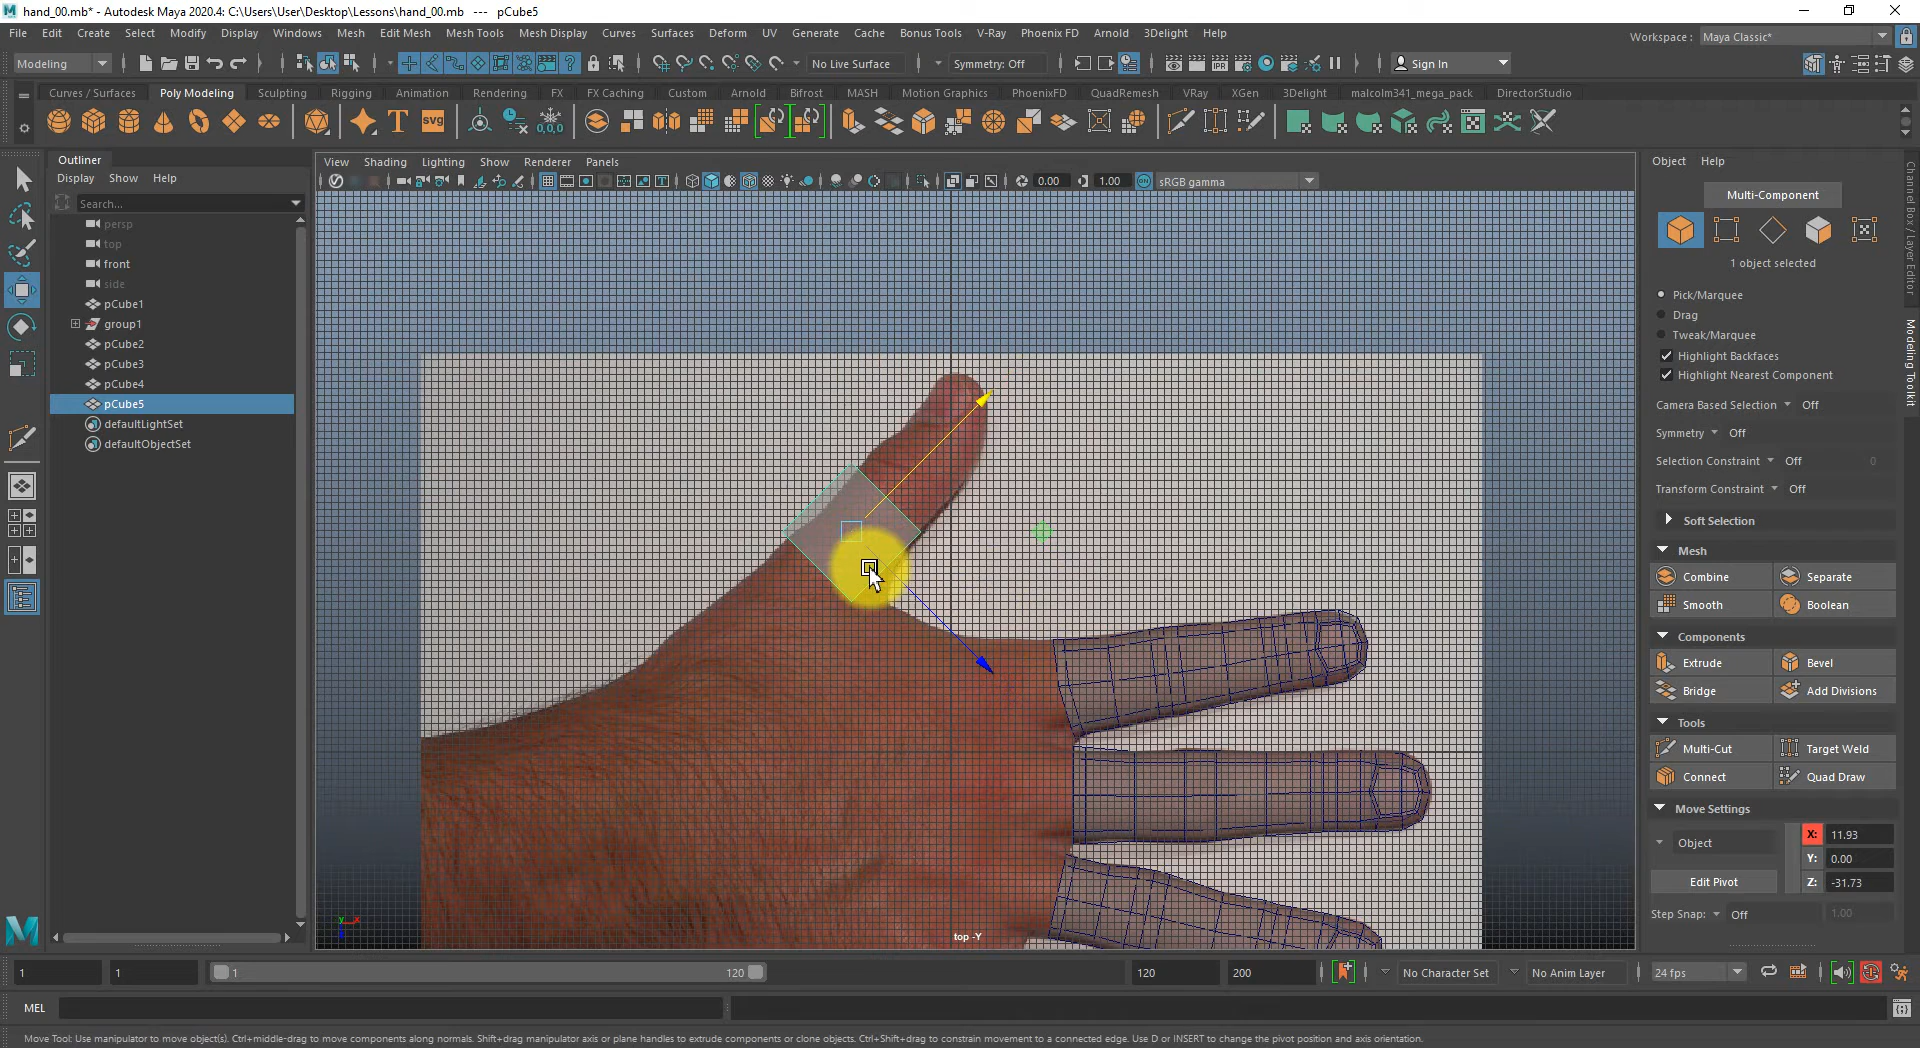 hand_00.mb* - Autodesk Maya 2020.4: C:\Users\User\Desktop\Lessons\hand_00.mb --- pCube5
File Edit Create Select Modify Display Windows Mesh Edit Mesh Mesh Tools Mesh Display Curves Surfaces Deform UV Generate Cache Bonus Tools V-Ray Phoenix FD Arnold 3Delight Help
Workspace : Maya Classic*
Modeling No Live Surface Symmetry: Off Sign In
Curves / Surfaces Poly Modeling Sculpting Rigging Animation Rendering FX FX Caching Custom Arnold Bifrost MASH Motion Graphics PhoenixFD QuadRemesh VRay XGen 3Delight malcolm341_mega_pack DirectorStudio
T SVG 0,0,0
Outliner
Display Show Help
Search...
persp
top
front
side
pCube1
group1
pCube2
pCube3
pCube4
pCube5
defaultLightSet
defaultObjectSet
View Shading Lighting Show Renderer Panels
0.00 1.00 sRGB gamma
top -Y
Object Help
Multi-Component
1 object selected
Pick/Marquee
Drag
Tweak/Marquee
Highlight Backfaces
Highlight Nearest Component
Camera Based Selection Off
Symmetry Off
Selection Constraint Off 0
Transform Constraint Off
Soft Selection
Mesh
Combine Separate
Smooth Boolean
Components
Extrude Bevel
Bridge Add Divisions
Tools
Multi-Cut Target Weld
Connect Quad Draw
Move Settings
Object
X: 11.93
Y: 0.00
Z: -31.73
Edit Pivot
Step Snap: Off 1.00
Channel Box / Layer Editor
Modeling Toolkit
1 1 1 120 120 200 No Character Set No Anim Layer 24 fps
MEL
Move Tool: Use manipulator to move object(s). Ctrl+middle-drag to move components along normals. Shift+drag manipulator axis or plane handles to extrude components or clone objects. Ctrl+Shift+drag to constrain movement to a connected edge. Use D or INSERT to change the pivot position and axis orientation.